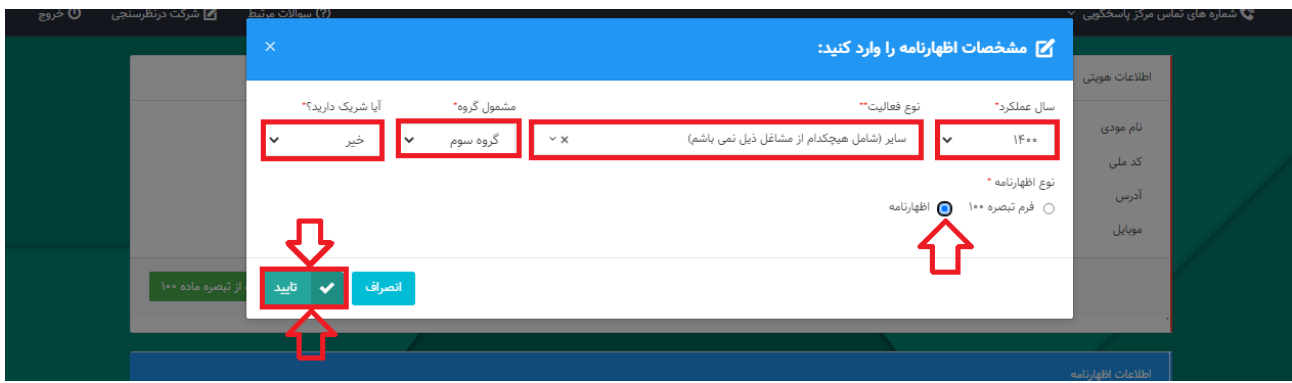 شماره های تماس مرکز پاسخگویی
(؟) سوالات مرتبط
شرکت درنظرسنجی
خروج
مشخصات اظهارنامه را وارد کنید:
×
اطلاعات هویتی
سال عملکرد*
نوع فعالیت**
مشمول گروه*
آیا شریک دارید؟*
۱۴۰۰
سایر (شامل هیچکدام از مشاغل ذیل نمی باشم)
×
گروه سوم
خیر
نام مودی
کد ملی
آدرس
موبایل
نوع اظهارنامه *
فرم تبصره ۱۰۰
اظهارنامه
انصراف
تایید
از تبصره ماده ۱۰۰
اطلاعات اظهارنامه